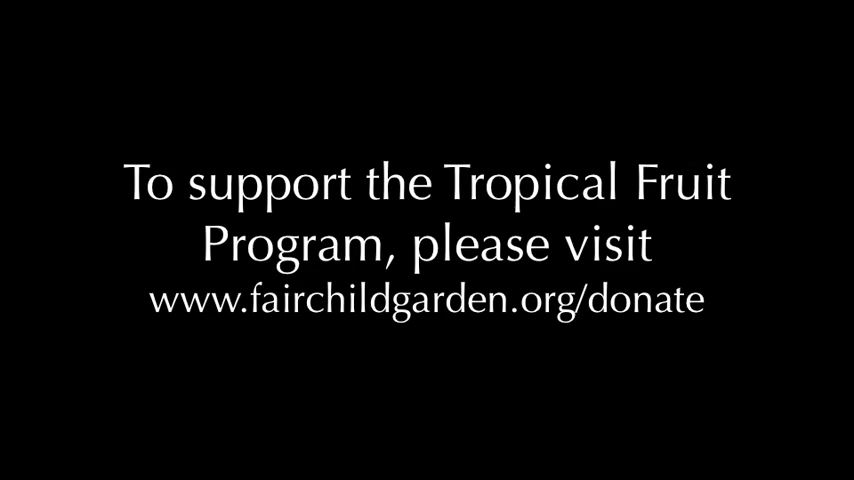 To support the Tropical Fruit
Program, please visit
www.fairchildgarden.org/donate